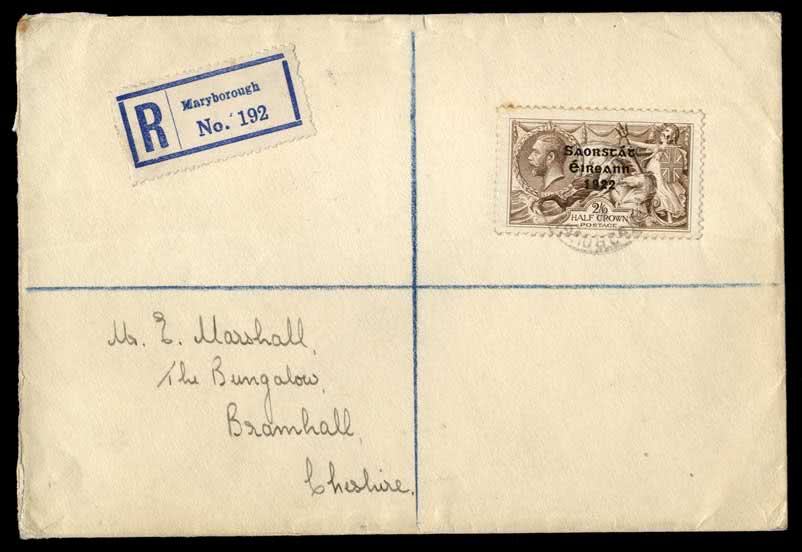 R
Maryborough
No. 192
SAORSTÁT
ÉIREANN
1922
2/6
HALF CROWN
POSTAGE
Mr. E. Marshall,
The Bungalow,
Bramhall,
Cheshire.